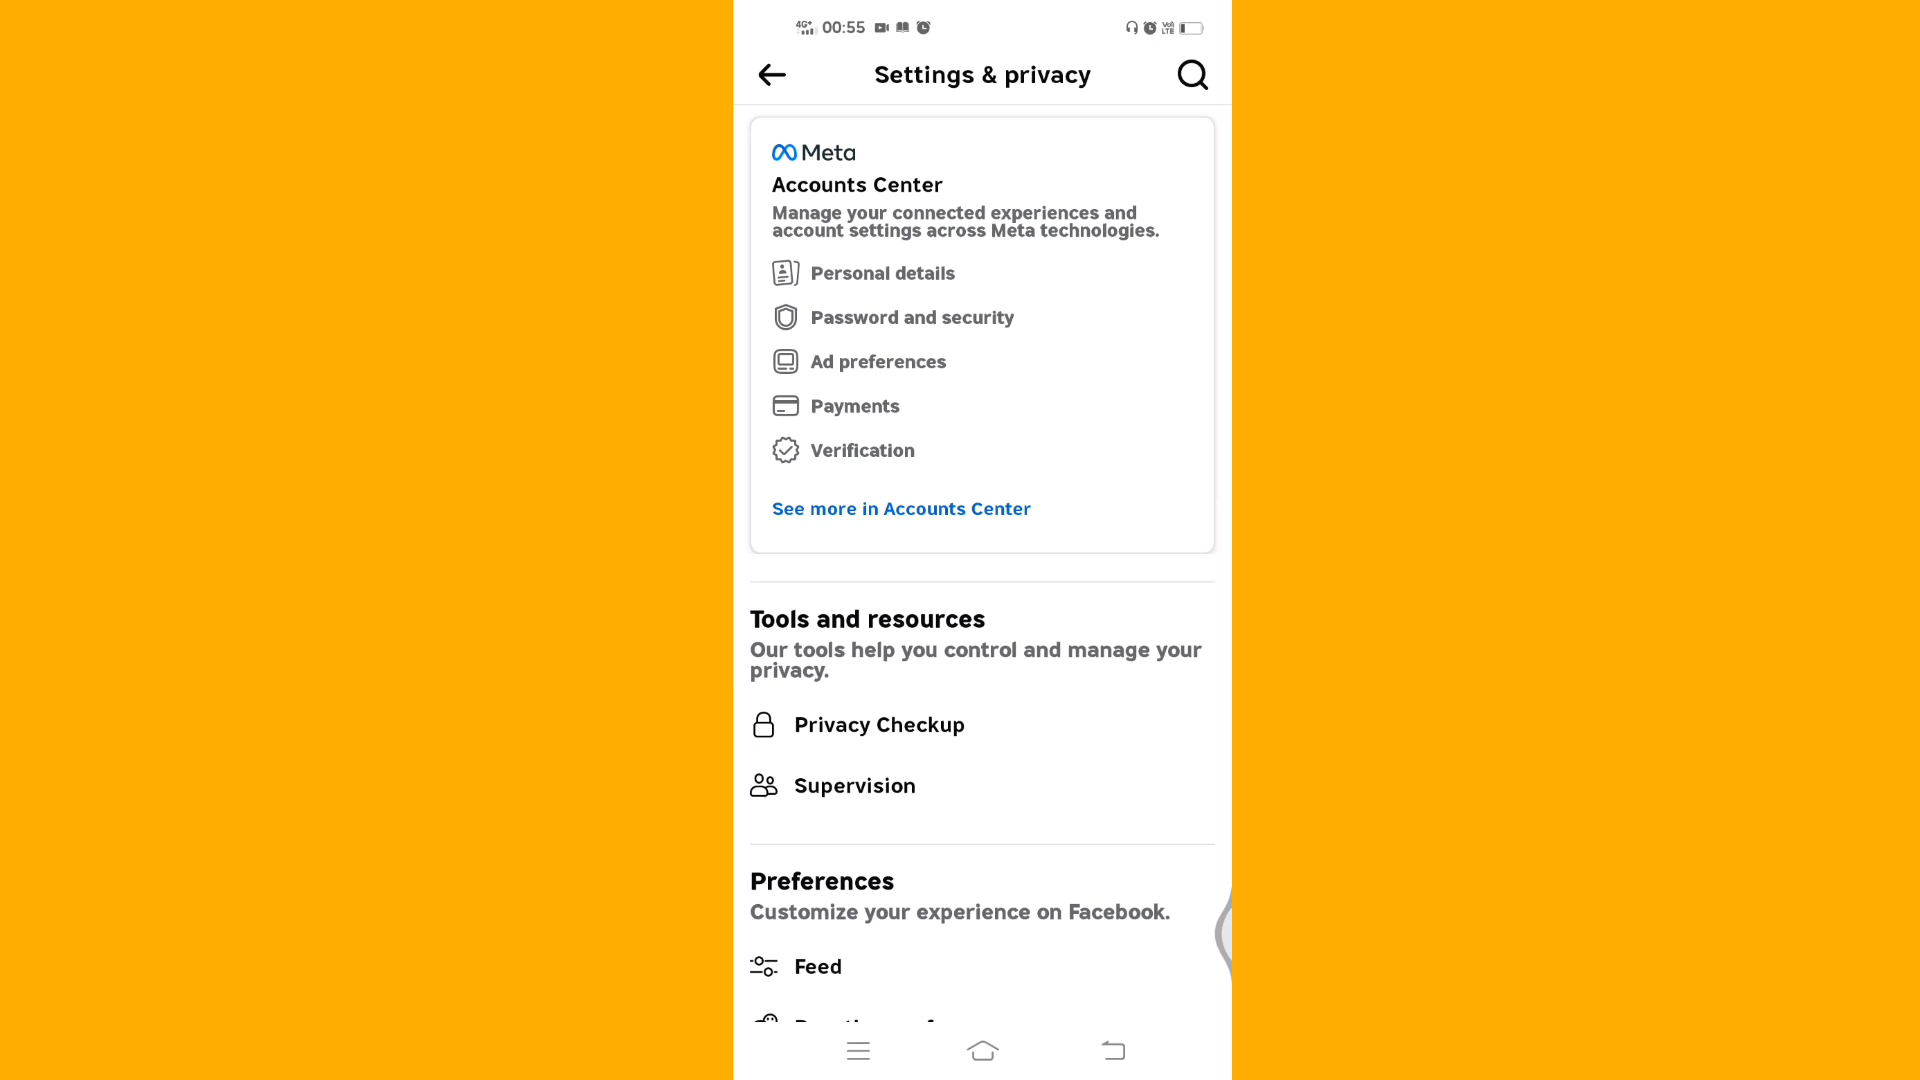 4G+ 00:55 VoLTE
Settings & privacy
Meta
Accounts Center
Manage your connected experiences and
account settings across Meta technologies.
Personal details
Password and security
Ad preferences
Payments
Verification
See more in Accounts Center
Tools and resources
Our tools help you control and manage your
privacy.
Privacy Checkup
Supervision
Preferences
Customize your experience on Facebook.
Feed